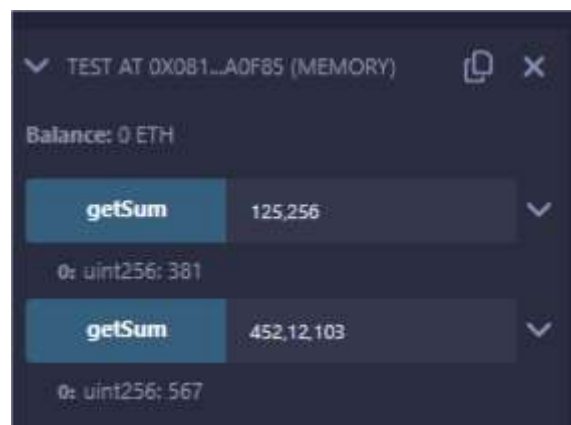 TEST AT 0X081...A0F85 (MEMORY)
Balance: 0 ETH
getSum 125,256
0: uint256: 381
getSum 452,12,103
0: uint256: 567